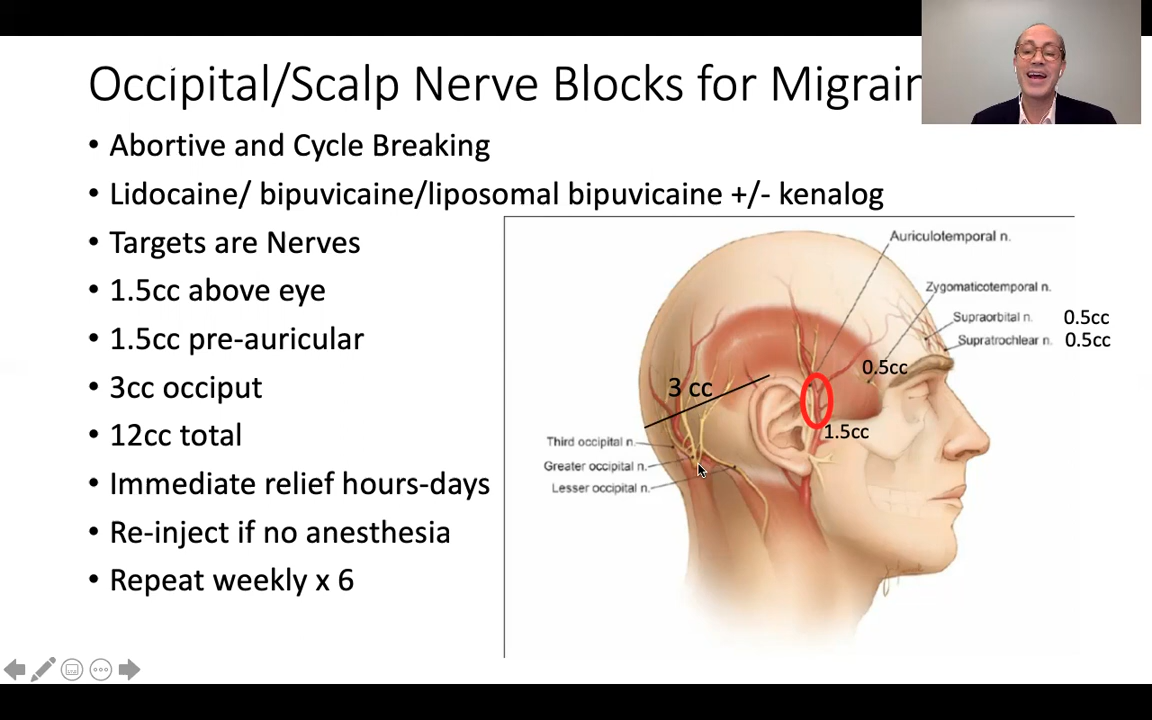 Occipital/Scalp Nerve Blocks for
• Abortive and Cycle Breaking
• Lidocaine/ bipuvicaine/liposomal bipuvicaine +/- kenalog
• Targets are Nerves
• 1.5cc above eye
• 1.5cc pre-auricular
• 3cc occiput
• 12cc total
• Immediate relief hours-days
• Re-inject if no anesthesia
• Repeat weekly x 6
Auriculotemporal n.
Zygomaticotemporal n.
Supraorbital n. 0.5cc
Supratrochlear n. 0.5cc
0.5cc
3 cc
1.5cc
Third occipital n.
Greater occipital n.
Lesser occipital n.